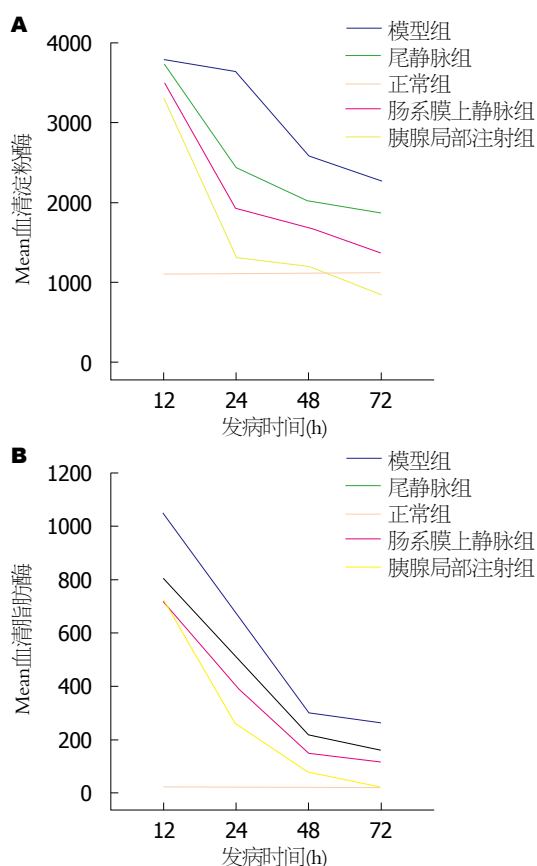 A
模型组
尾静脉组
正常组
肠系膜上静脉组
胰腺局部注射组
Mean血清淀粉酶
4000
3000
2000
1000
0
12 24 48 72
发病时间(h)
B
模型组
尾静脉组
正常组
肠系膜上静脉组
胰腺局部注射组
Mean血清脂肪酶
1200
1000
800
600
400
200
0
12 24 48 72
发病时间(h)